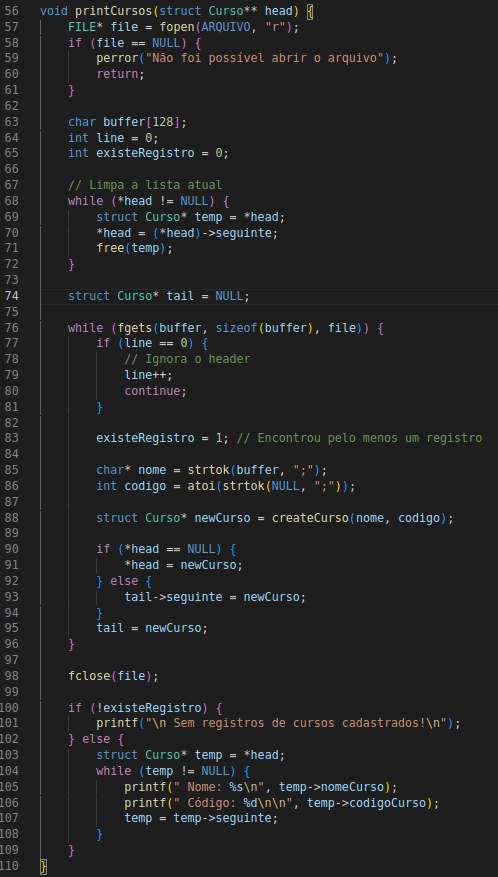 56 void printCursos(struct Curso** head) {
57     FILE* file = fopen(ARQUIVO, "r");
58     if (file == NULL) {
59         perror("Não foi possível abrir o arquivo");
60         return;
61     }
62
63     char buffer[128];
64     int line = 0;
65     int existeRegistro = 0;
66
67     // Limpa a lista atual
68     while (*head != NULL) {
69         struct Curso* temp = *head;
70         *head = (*head)->seguinte;
71         free(temp);
72     }
73
74     struct Curso* tail = NULL;
75
76     while (fgets(buffer, sizeof(buffer), file)) {
77         if (line == 0) {
78             // Ignora o header
79             line++;
80             continue;
81         }
82
83         existeRegistro = 1; // Encontrou pelo menos um registro
84
85         char* nome = strtok(buffer, ";");
86         int codigo = atoi(strtok(NULL, ";"));
87
88         struct Curso* newCurso = createCurso(nome, codigo);
89
90         if (*head == NULL) {
91             *head = newCurso;
92         } else {
93             tail->seguinte = newCurso;
94         }
95         tail = newCurso;
96     }
97
98     fclose(file);
99
100     if (!existeRegistro) {
101         printf("\n Sem registros de cursos cadastrados!\n");
102     } else {
103         struct Curso* temp = *head;
104         while (temp != NULL) {
105             printf(" Nome: %s\n", temp->nomeCurso);
106             printf(" Código: %d\n\n", temp->codigoCurso);
107             temp = temp->seguinte;
108         }
109     }
110 }